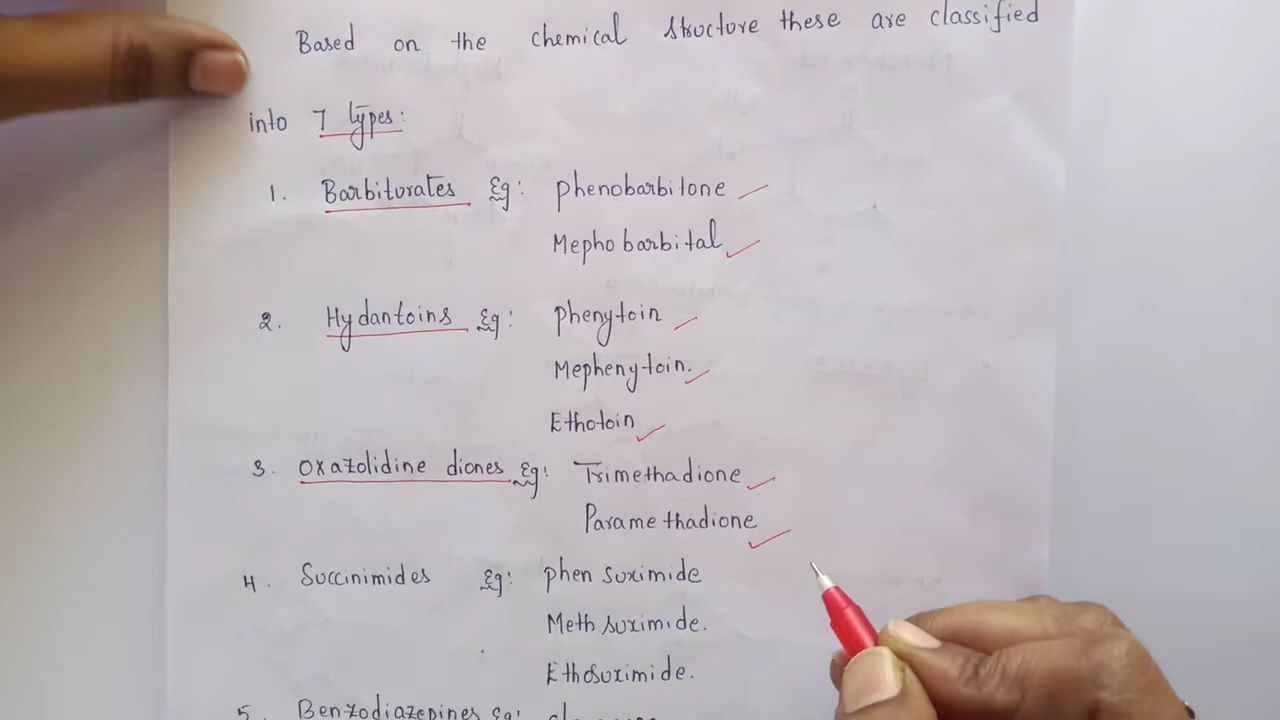 Based on the chemical structure these are classified
into 7 types:
1. Barbiturates Eg: phenobarbitone
Mephobarbital
2. Hydantoins Eg: phenytoin
Mephenytoin.
Ethotoin
3. Oxazolidine diones Eg: Trimethadione
Paramethadione
4. Succinimides Eg: phensuximide
Methsuximide.
Ethosuximide.
5. Benzodiazepines Eg: